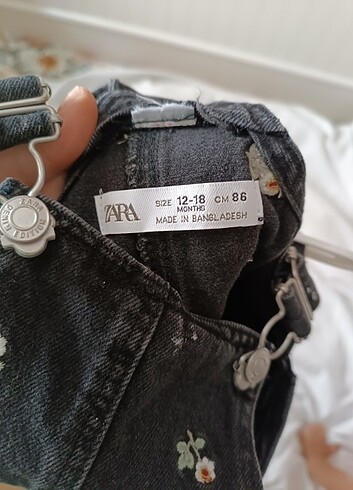 ZARA
SIZE 12-18 CM 86
MONTHS
MADE IN BANGLADESH